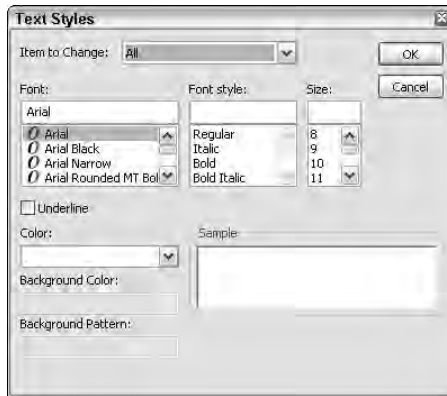 Text Styles
Item to Change: All
OK
Cancel
Font: Font style: Size:
Arial
Arial Regular 8
Arial Black Italic 9
Arial Narrow Bold 10
Arial Rounded MT Bol Bold Italic 11
Underline
Color: Sample
Background Color:
Background Pattern: